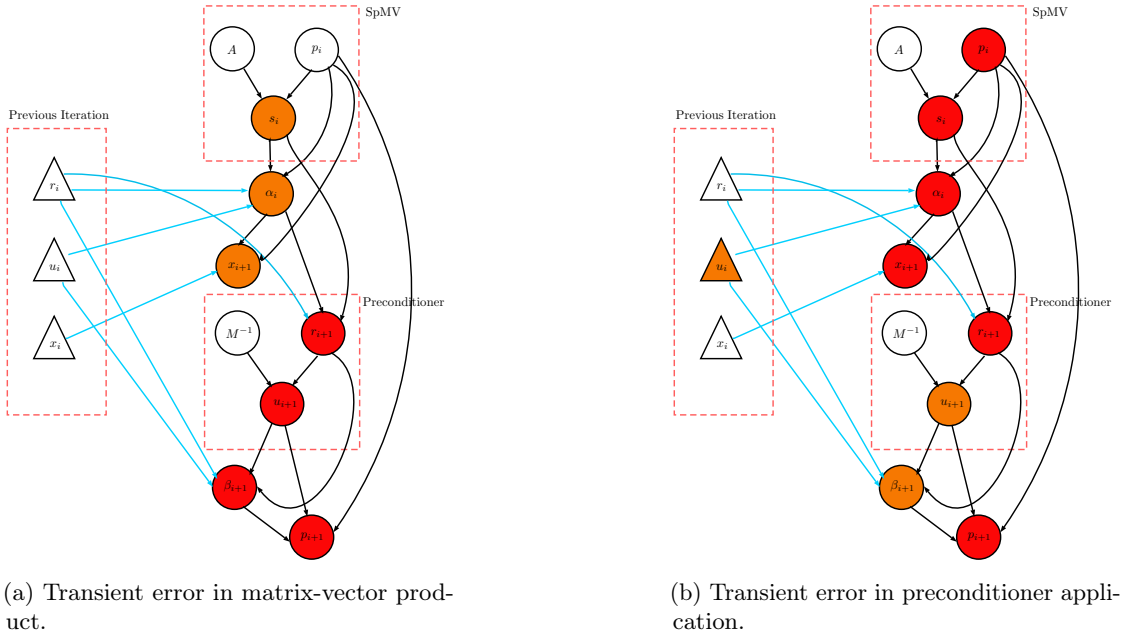 SpMV
A
p_i
s_i
Previous Iteration
r_i
α_i
u_i
x_{i+1}
Preconditioner
x_i
M^{-1}
r_{i+1}
u_{i+1}
β_{i+1}
p_{i+1}
(a) Transient error in matrix-vector prod-
uct.
SpMV
A
p_i
s_i
Previous Iteration
r_i
α_i
u_i
x_{i+1}
Preconditioner
x_i
M^{-1}
r_{i+1}
u_{i+1}
β_{i+1}
p_{i+1}
(b) Transient error in preconditioner appli-
cation.